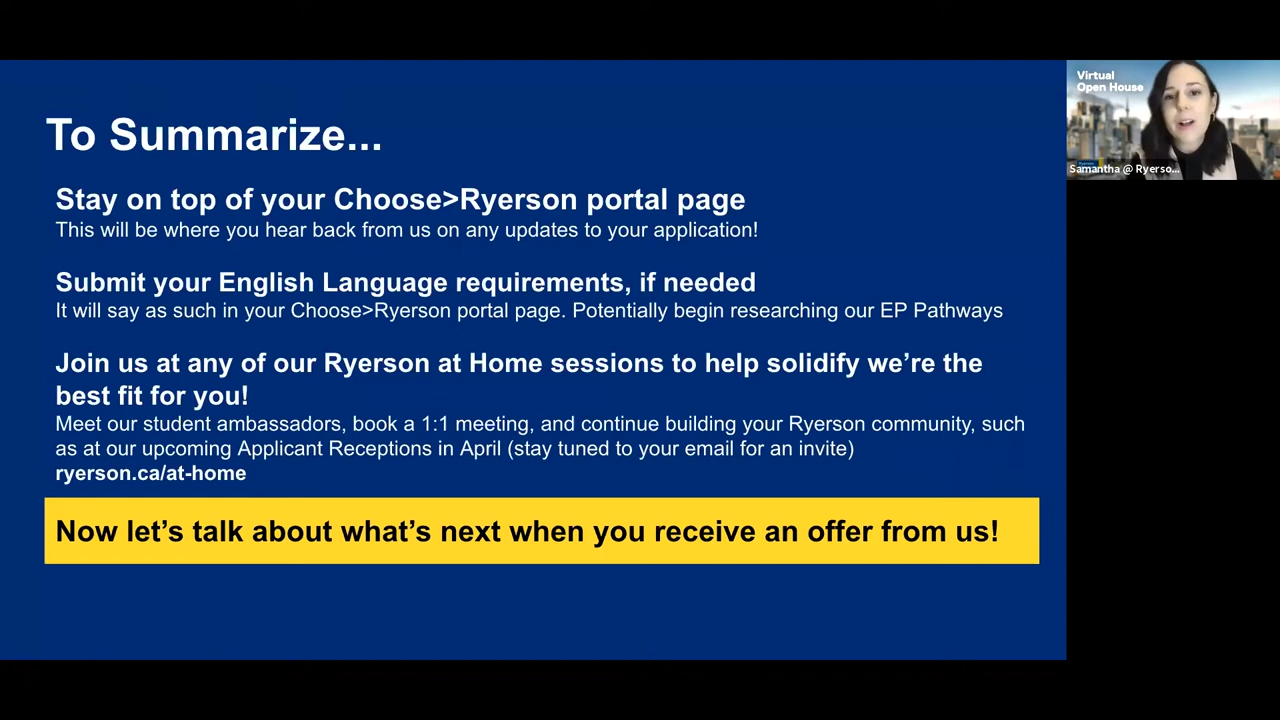 To Summarize...
Stay on top of your Choose>Ryerson portal page
This will be where you hear back from us on any updates to your application!
Submit your English Language requirements, if needed
It will say as such in your Choose>Ryerson portal page. Potentially begin researching our EP Pathways
Join us at any of our Ryerson at Home sessions to help solidify we’re the
best fit for you!
Meet our student ambassadors, book a 1:1 meeting, and continue building your Ryerson community, such
as at our upcoming Applicant Receptions in April (stay tuned to your email for an invite)
ryerson.ca/at-home
Now let’s talk about what’s next when you receive an offer from us!
Virtual
Open House
Samantha @ Ryerso...